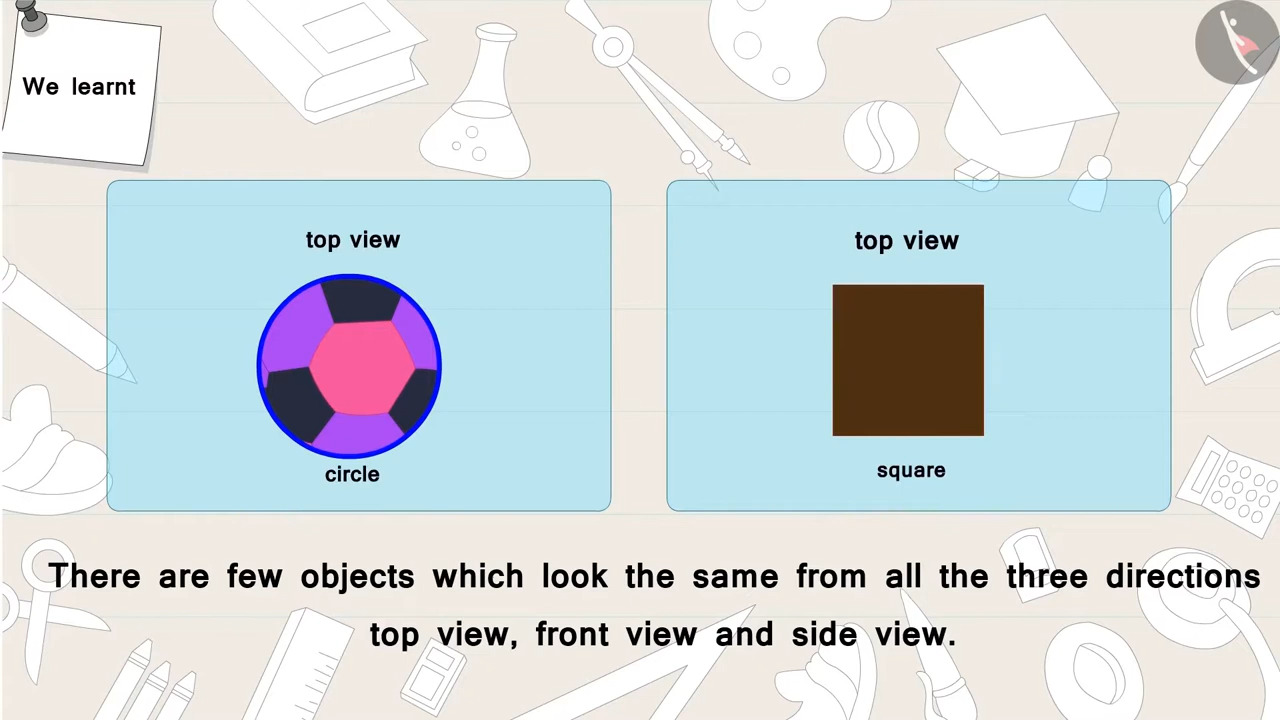 We learnt
top view
circle
top view
square
There are few objects which look the same from all the three directions
top view, front view and side view.